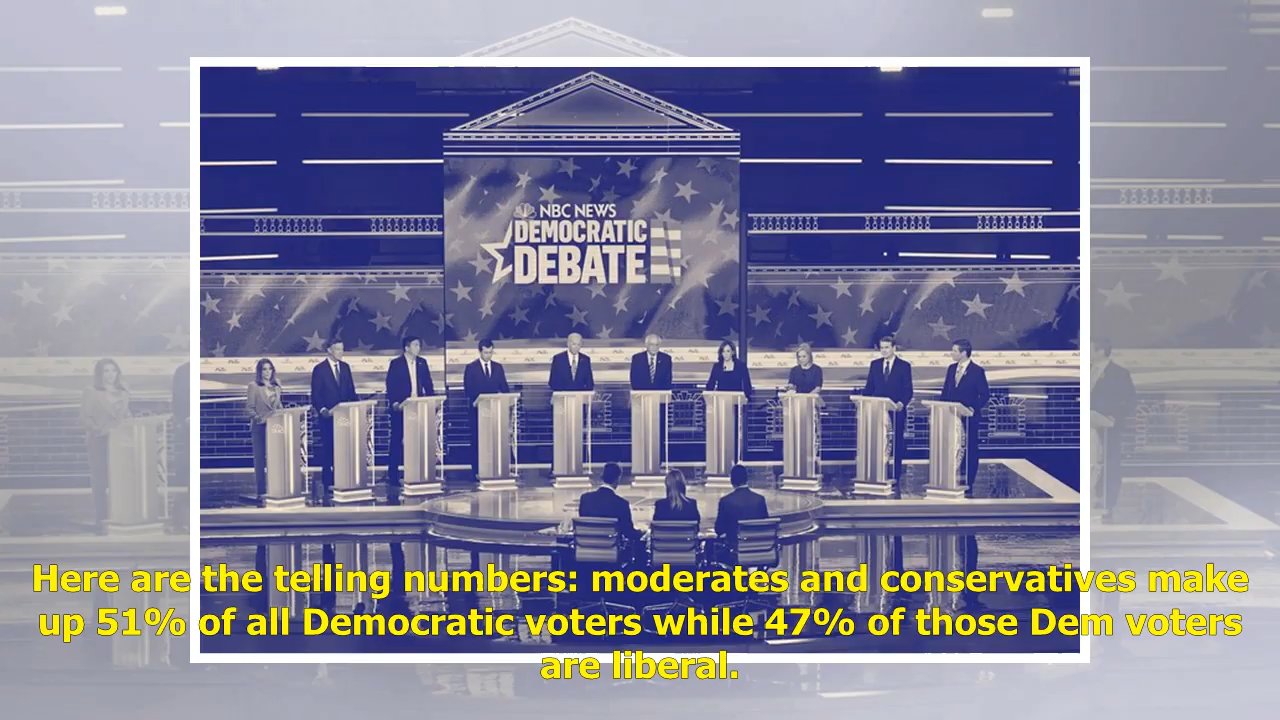 NBC NEWS
DEMOCRATIC
DEBATE
Here are the telling numbers: moderates and conservatives make
up 51% of all Democratic voters while 47% of those Dem voters
are liberal.